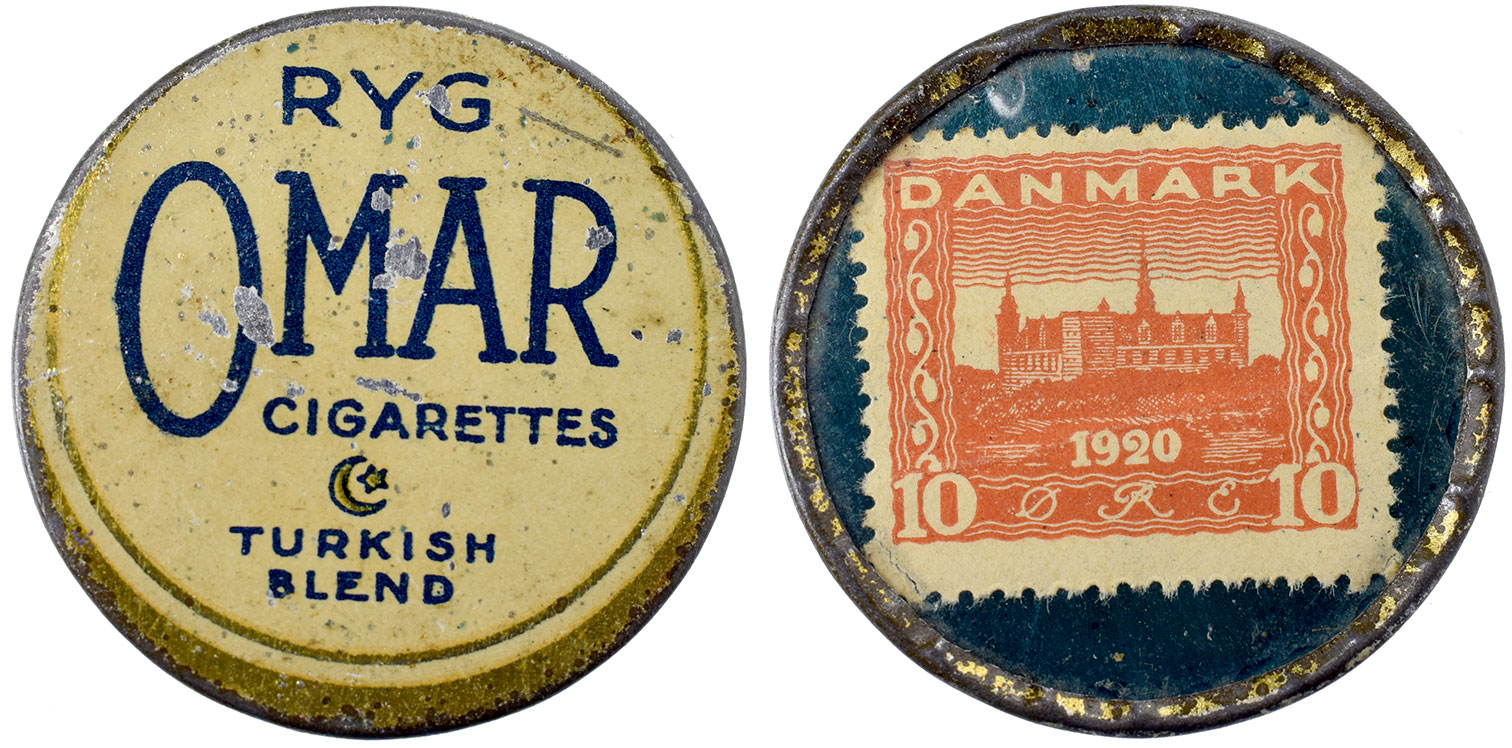 RYG
OMAR
CIGARETTES
TURKISH
BLEND
DANMARK
1920
10 ØRE 10